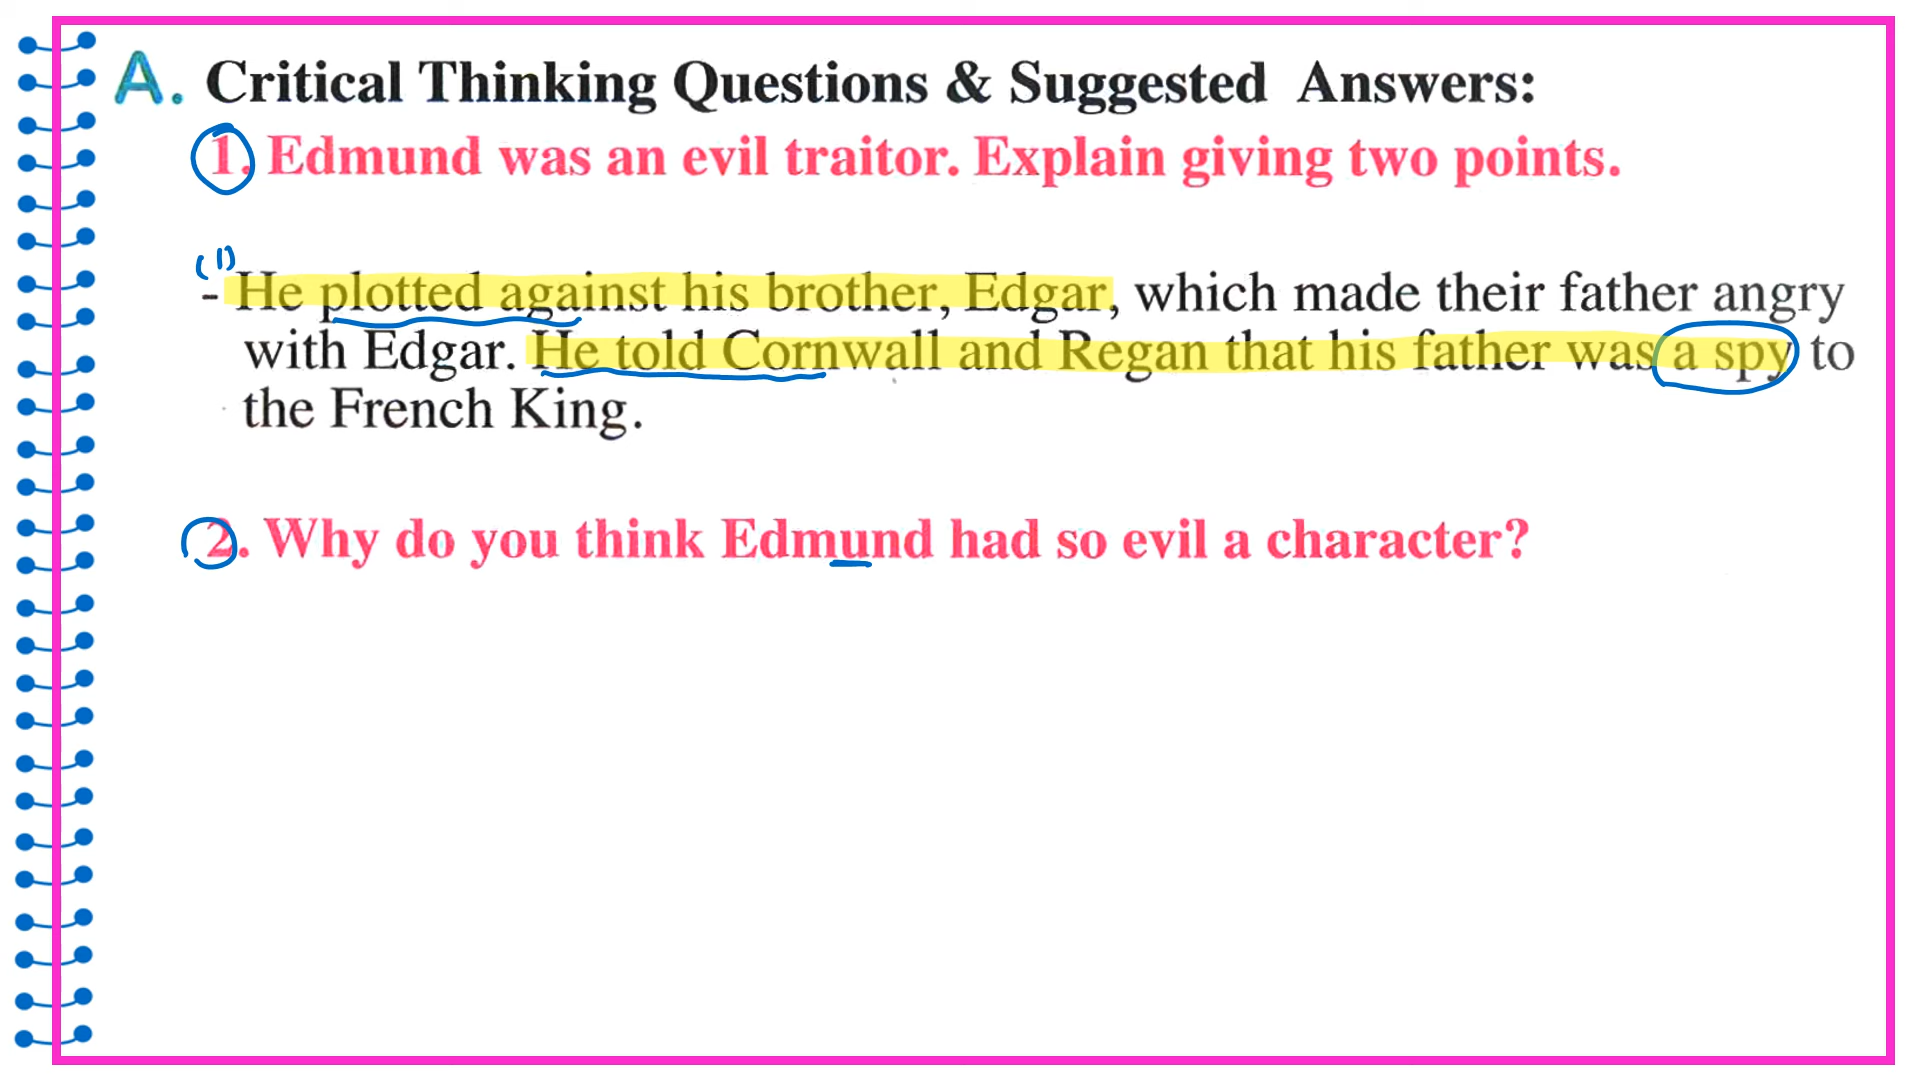 A. Critical Thinking Questions & Suggested Answers:
1. Edmund was an evil traitor. Explain giving two points.
(1)
- He plotted against his brother, Edgar, which made their father angry
with Edgar. He told Cornwall and Regan that his father was a spy to
the French King.
2. Why do you think Edmund had so evil a character?